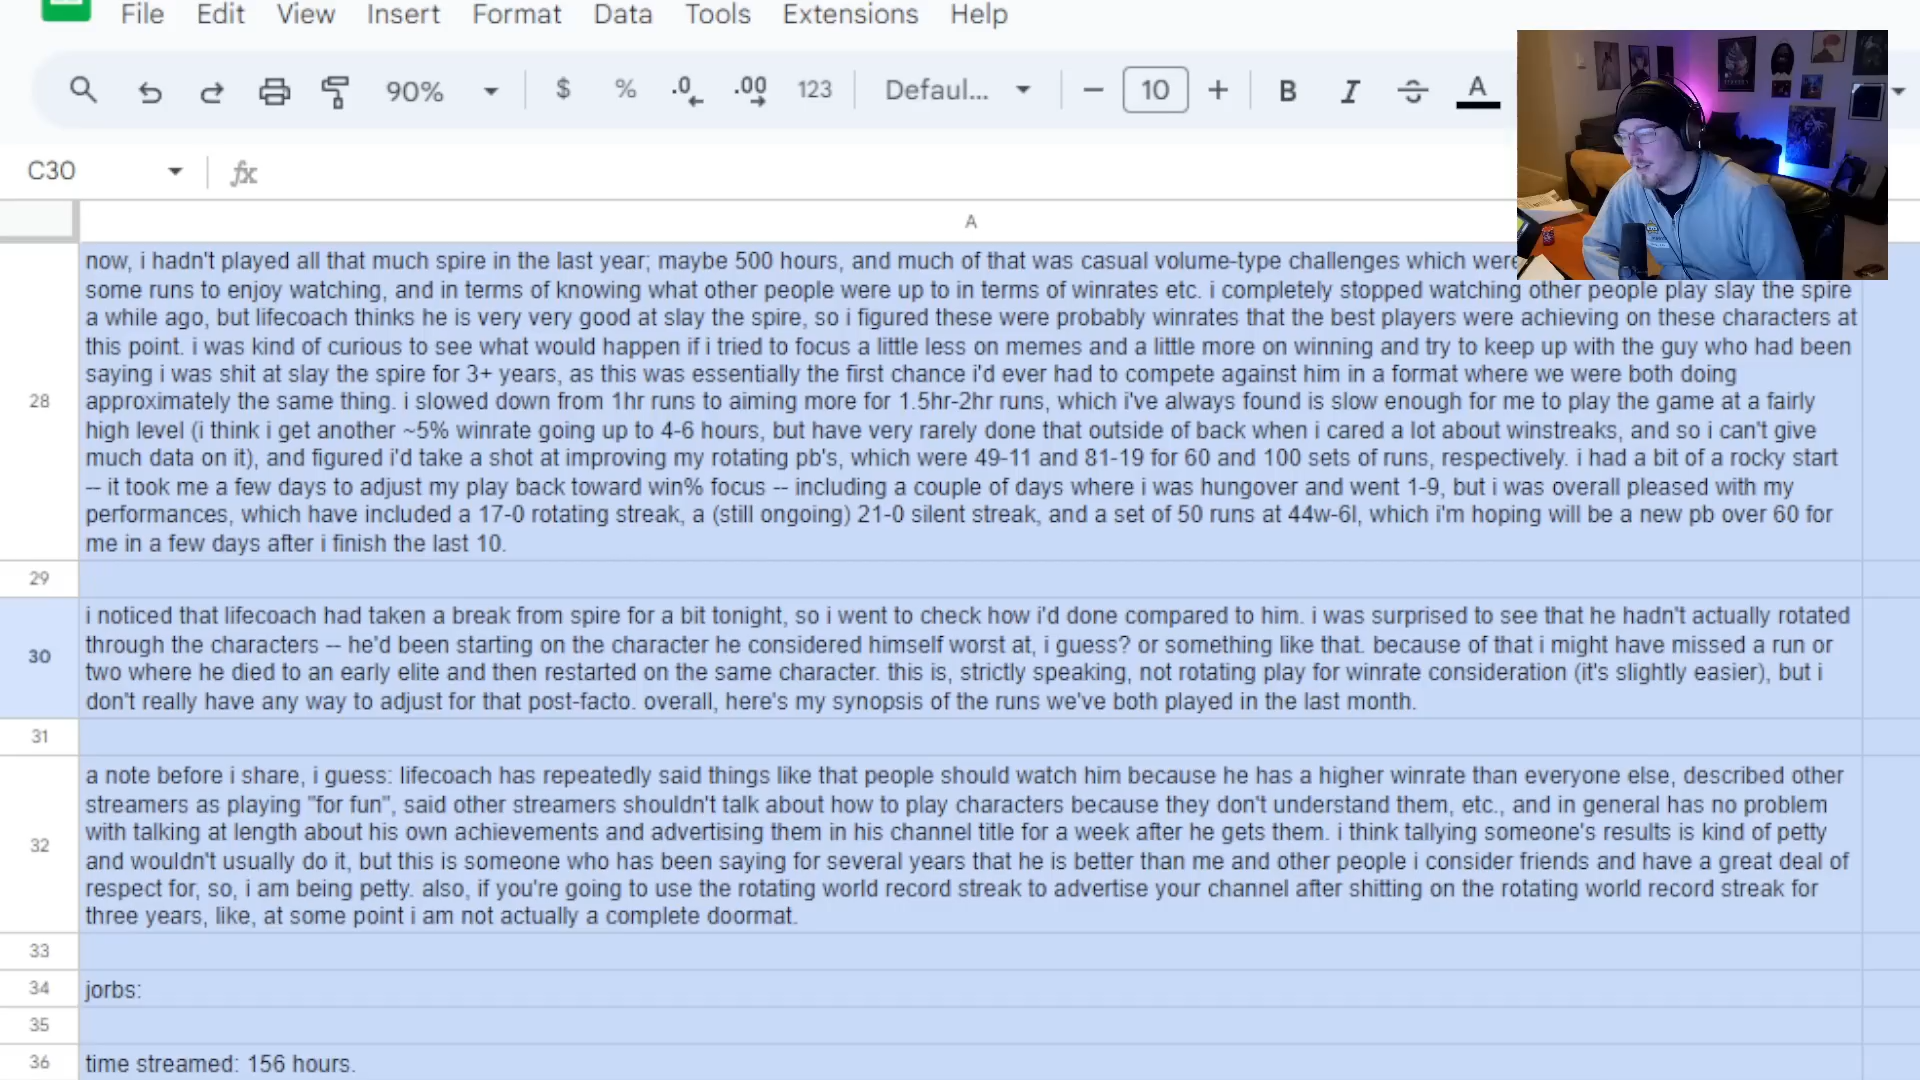 File Edit View Insert Format Data Tools Extensions Help
90% $ % .0 .00 123 Defaul... − 10 + B I S A
C30 fx
A
now, i hadn't played all that much spire in the last year; maybe 500 hours, and much of that was casual volume-type challenges which were
some runs to enjoy watching, and in terms of knowing what other people were up to in terms of winrates etc. i completely stopped watching other people play slay the spire
a while ago, but lifecoach thinks he is very very good at slay the spire, so i figured these were probably winrates that the best players were achieving on these characters at
this point. i was kind of curious to see what would happen if i tried to focus a little less on memes and a little more on winning and try to keep up with the guy who had been
saying i was shit at slay the spire for 3+ years, as this was essentially the first chance i'd ever had to compete against him in a format where we were both doing
28 approximately the same thing. i slowed down from 1hr runs to aiming more for 1.5hr-2hr runs, which i've always found is slow enough for me to play the game at a fairly
high level (i think i get another ~5% winrate going up to 4-6 hours, but have very rarely done that outside of back when i cared a lot about winstreaks, and so i can't give
much data on it), and figured i'd take a shot at improving my rotating pb's, which were 49-11 and 81-19 for 60 and 100 sets of runs, respectively. i had a bit of a rocky start
-- it took me a few days to adjust my play back toward win% focus -- including a couple of days where i was hungover and went 1-9, but i was overall pleased with my
performances, which have included a 17-0 rotating streak, a (still ongoing) 21-0 silent streak, and a set of 50 runs at 44w-6l, which i'm hoping will be a new pb over 60 for
me in a few days after i finish the last 10.
29
i noticed that lifecoach had taken a break from spire for a bit tonight, so i went to check how i'd done compared to him. i was surprised to see that he hadn't actually rotated
30 through the characters -- he'd been starting on the character he considered himself worst at, i guess? or something like that. because of that i might have missed a run or
two where he died to an early elite and then restarted on the same character. this is, strictly speaking, not rotating play for winrate consideration (it's slightly easier), but i
don't really have any way to adjust for that post-facto. overall, here's my synopsis of the runs we've both played in the last month.
31
a note before i share, i guess: lifecoach has repeatedly said things like that people should watch him because he has a higher winrate than everyone else, described other
streamers as playing "for fun", said other streamers shouldn't talk about how to play characters because they don't understand them, etc., and in general has no problem
32 with talking at length about his own achievements and advertising them in his channel title for a week after he gets them. i think tallying someone's results is kind of petty
and wouldn't usually do it, but this is someone who has been saying for several years that he is better than me and other people i consider friends and have a great deal of
respect for, so, i am being petty. also, if you're going to use the rotating world record streak to advertise your channel after shitting on the rotating world record streak for
three years, like, at some point i am not actually a complete doormat.
33
34 jorbs:
35
36 time streamed: 156 hours.